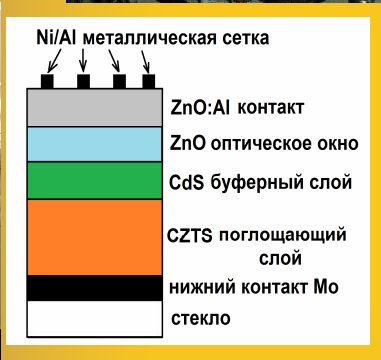 Ni/Al металлическая сетка
ZnO:Al контакт
ZnO оптическое окно
CdS буферный слой
CZTS поглощающий
слой
нижний контакт Mo
стекло